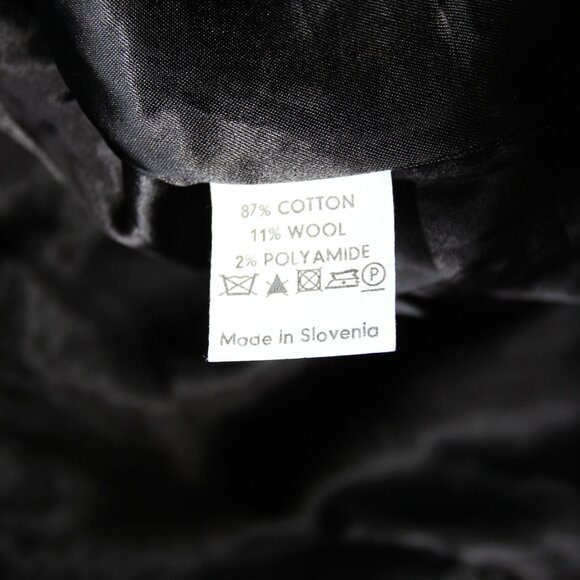 87% COTTON
11% WOOL
2% POLYAMIDE
P
Made in Slovenia